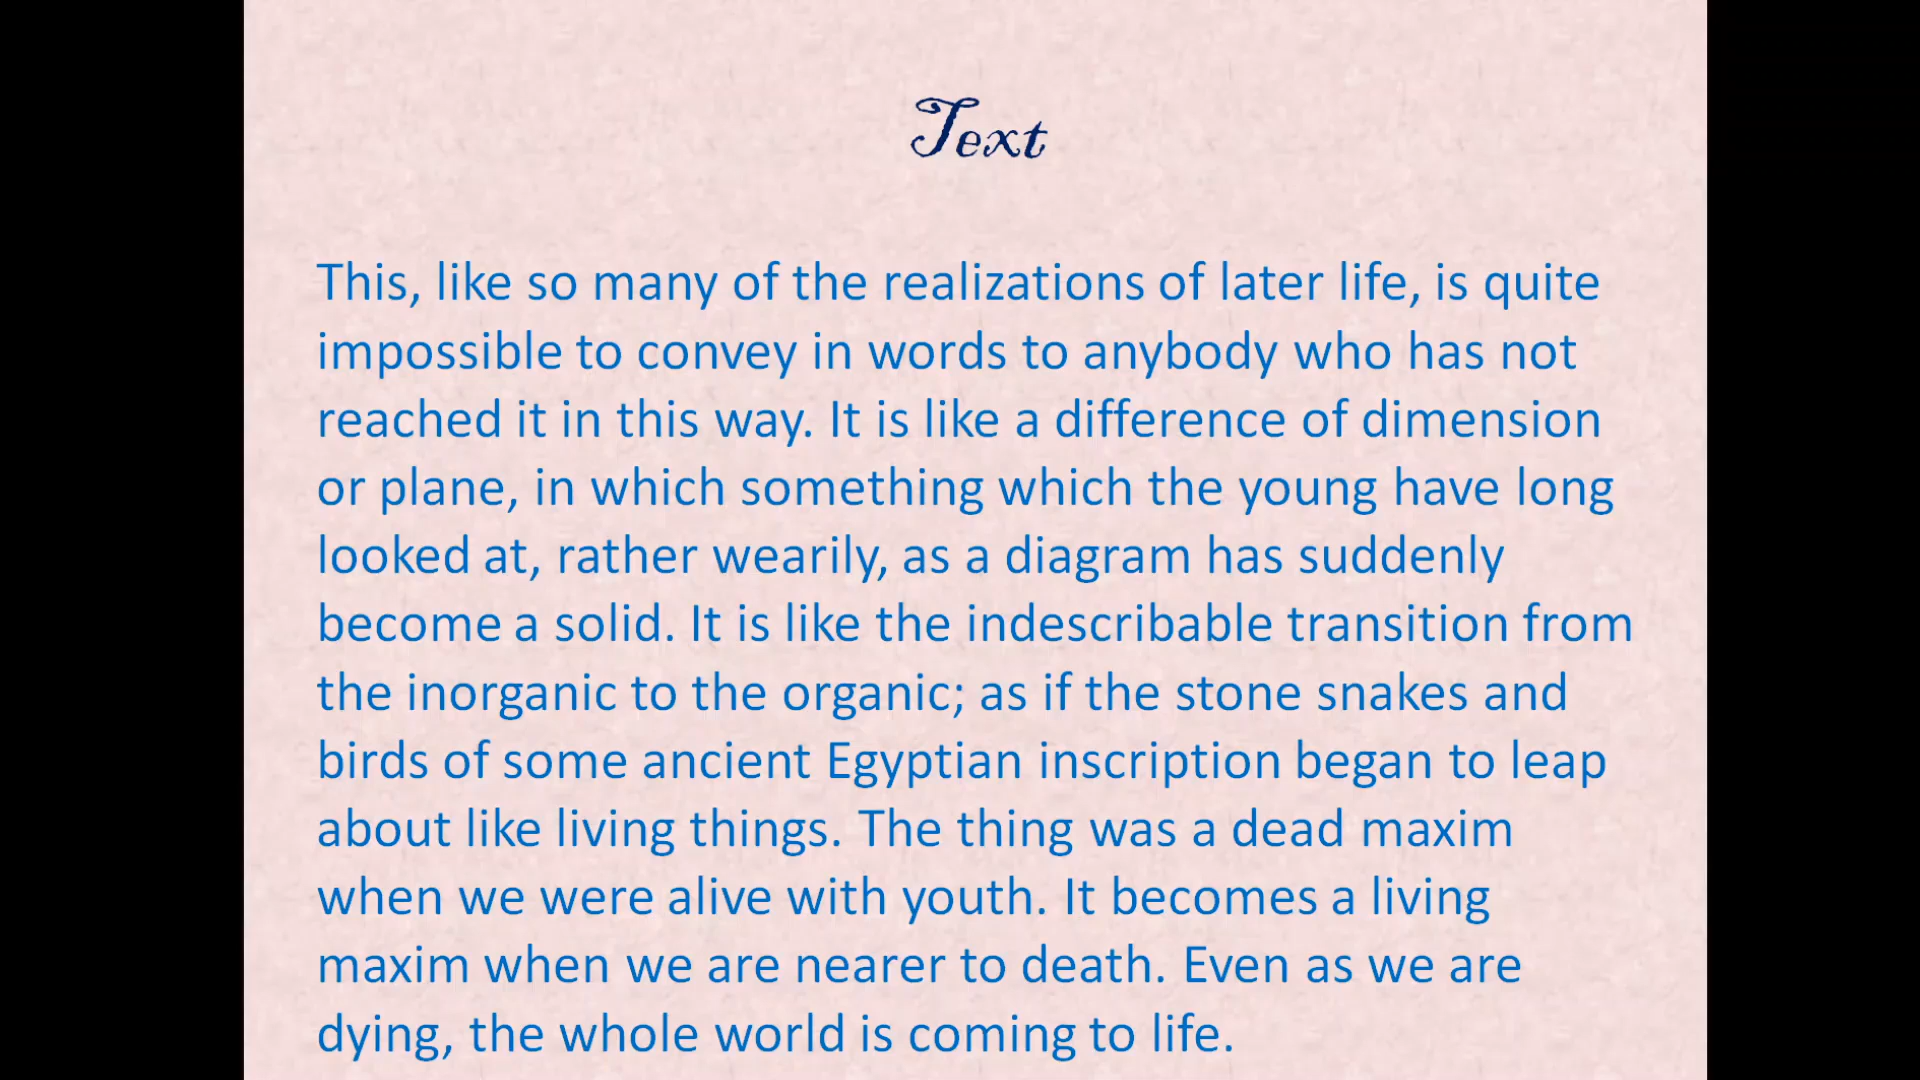 Text
This, like so many of the realizations of later life, is quite
impossible to convey in words to anybody who has not
reached it in this way. It is like a difference of dimension
or plane, in which something which the young have long
looked at, rather wearily, as a diagram has suddenly
become a solid. It is like the indescribable transition from
the inorganic to the organic; as if the stone snakes and
birds of some ancient Egyptian inscription began to leap
about like living things. The thing was a dead maxim
when we were alive with youth. It becomes a living
maxim when we are nearer to death. Even as we are
dying, the whole world is coming to life.